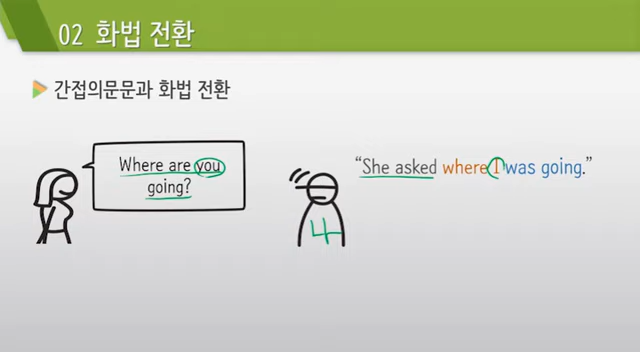 02 화법 전환
간접의문문과 화법 전환
Where are you
going?
“She asked where I was going.”
나